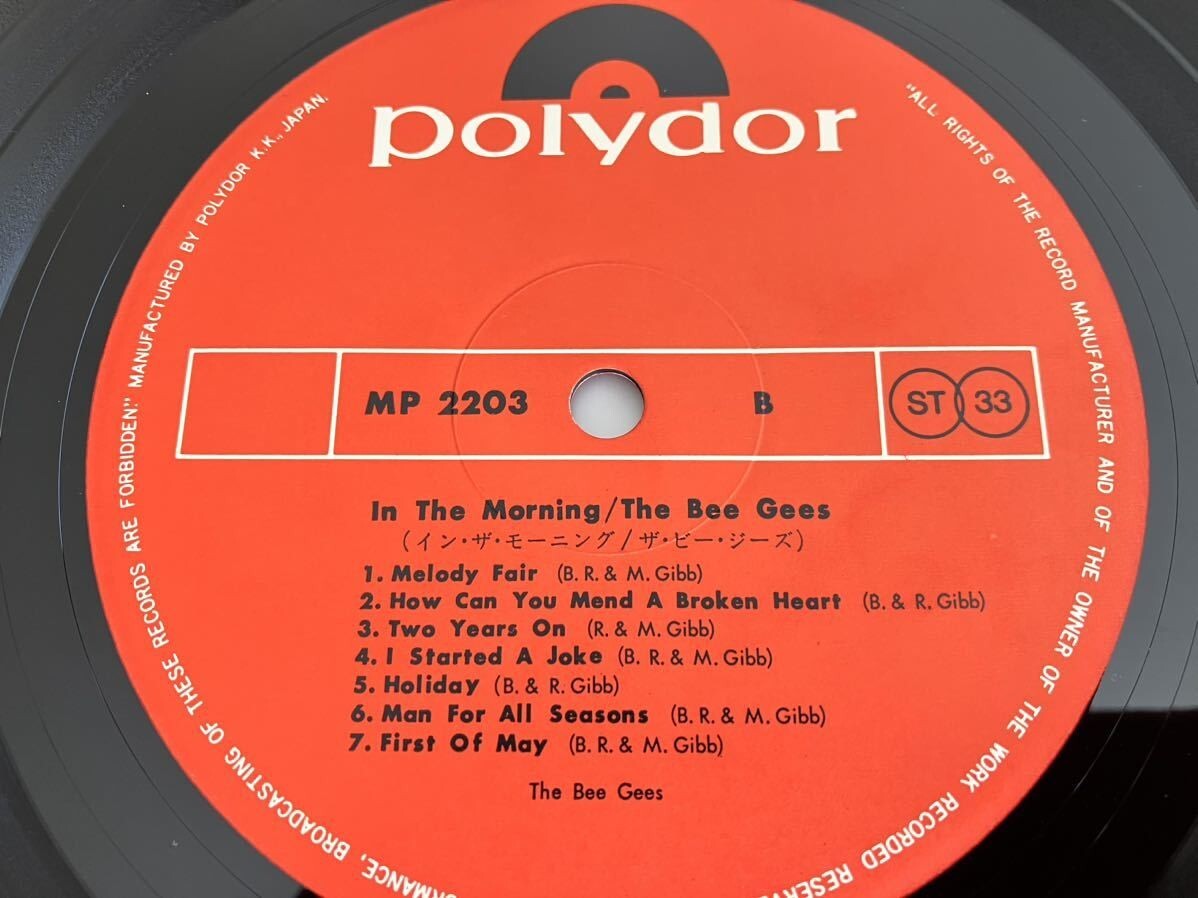 polydor
MP 2203
B
ST 33
In The Morning/The Bee Gees
(イン・ザ・モーニング/ザ・ビー・ジーズ)
1. Melody Fair (B. R. & M. Gibb)
2. How Can You Mend A Broken Heart (B. & R. Gibb)
3. Two Years On (R. & M. Gibb)
4. I Started A Joke (B. R. & M. Gibb)
5. Holiday (B. & R. Gibb)
6. Man For All Seasons (B. R. & M. Gibb)
7. First Of May (B. R. & M. Gibb)
The Bee Gees
"ALL RIGHTS OF THE RECORD MANUFACTURER AND OF THE OWNER OF THE WORK RECORDED RESERVE
ORMANCE, BROADCASTING OF THESE RECORDS ARE FORBIDDEN." MANUFACTURED BY POLYDOR K.K., JAPAN.